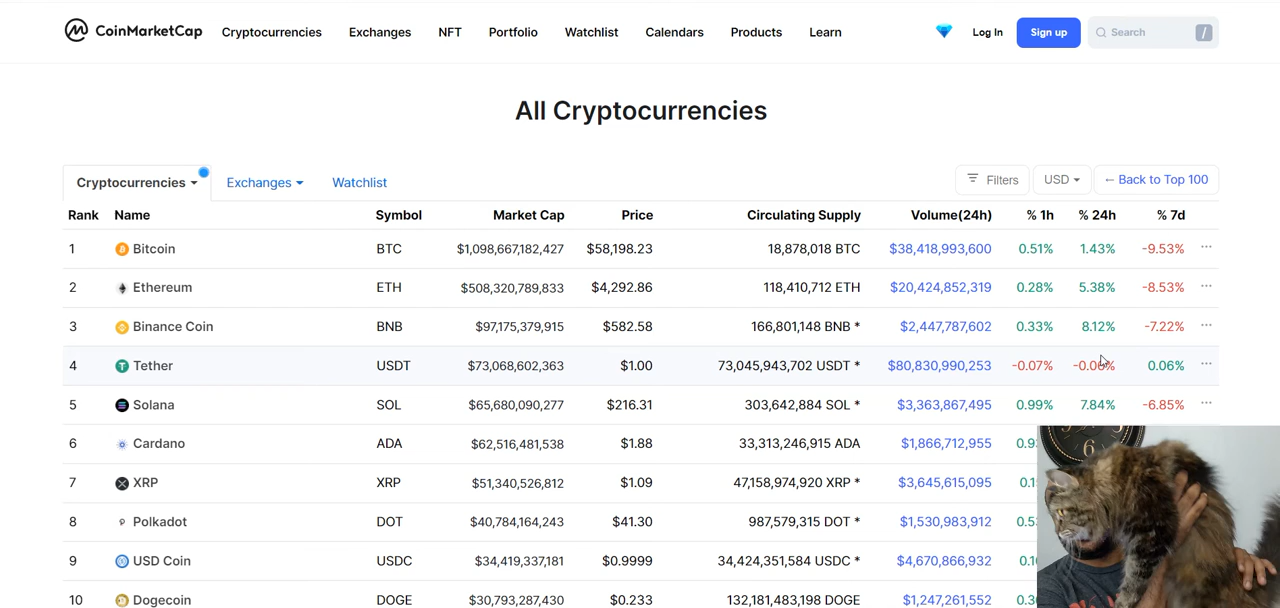 CoinMarketCap Cryptocurrencies Exchanges NFT Portfolio Watchlist Calendars Products Learn Log In Sign up Search /
All Cryptocurrencies
Cryptocurrencies Exchanges Watchlist Filters USD ← Back to Top 100
Rank Name Symbol Market Cap Price Circulating Supply Volume(24h) % 1h % 24h % 7d
1 Bitcoin BTC $1,098,667,182,427 $58,198.23 18,878,018 BTC $38,418,993,600 0.51% 1.43% -9.53% ...
2 Ethereum ETH $508,320,789,833 $4,292.86 118,410,712 ETH $20,424,852,319 0.28% 5.38% -8.53% ...
3 Binance Coin BNB $97,175,379,915 $582.58 166,801,148 BNB * $2,447,787,602 0.33% 8.12% -7.22% ...
4 Tether USDT $73,068,602,363 $1.00 73,045,943,702 USDT * $80,830,990,253 -0.07% 0.06% ...
5 Solana SOL $65,680,090,277 $216.31 303,642,884 SOL * $3,363,867,495 0.99% 7.84% -6.85% ...
6 Cardano ADA $62,516,481,538 $1.88 33,313,246,915 ADA $1,866,712,955
7 XRP XRP $51,340,526,812 $1.09 47,158,974,920 XRP * $3,645,615,095
8 Polkadot DOT $40,784,164,243 $41.30 987,579,315 DOT * $1,530,983,912
9 USD Coin USDC $34,419,337,181 $0.9999 34,424,351,584 USDC * $4,670,866,932
10 Dogecoin DOGE $30,793,287,430 $0.233 132,181,483,198 DOGE $1,247,261,552
6